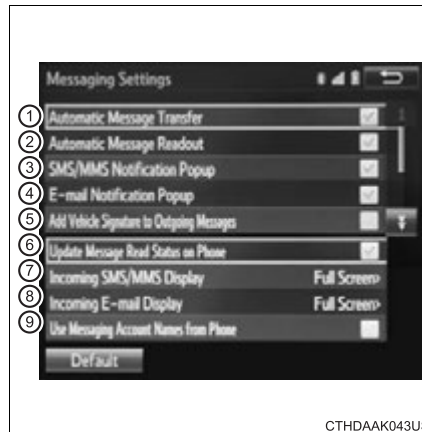 Messaging Settings
① Automatic Message Transfer
② Automatic Message Readout
③ SMS/MMS Notification Popup
④ E-mail Notification Popup
⑤ Add Vehicle Signature to Outgoing Messages
⑥ Update Message Read Status on Phone
⑦ Incoming SMS/MMS Display Full Screen>
⑧ Incoming E-mail Display Full Screen>
⑨ Use Messaging Account Names from Phone
Default